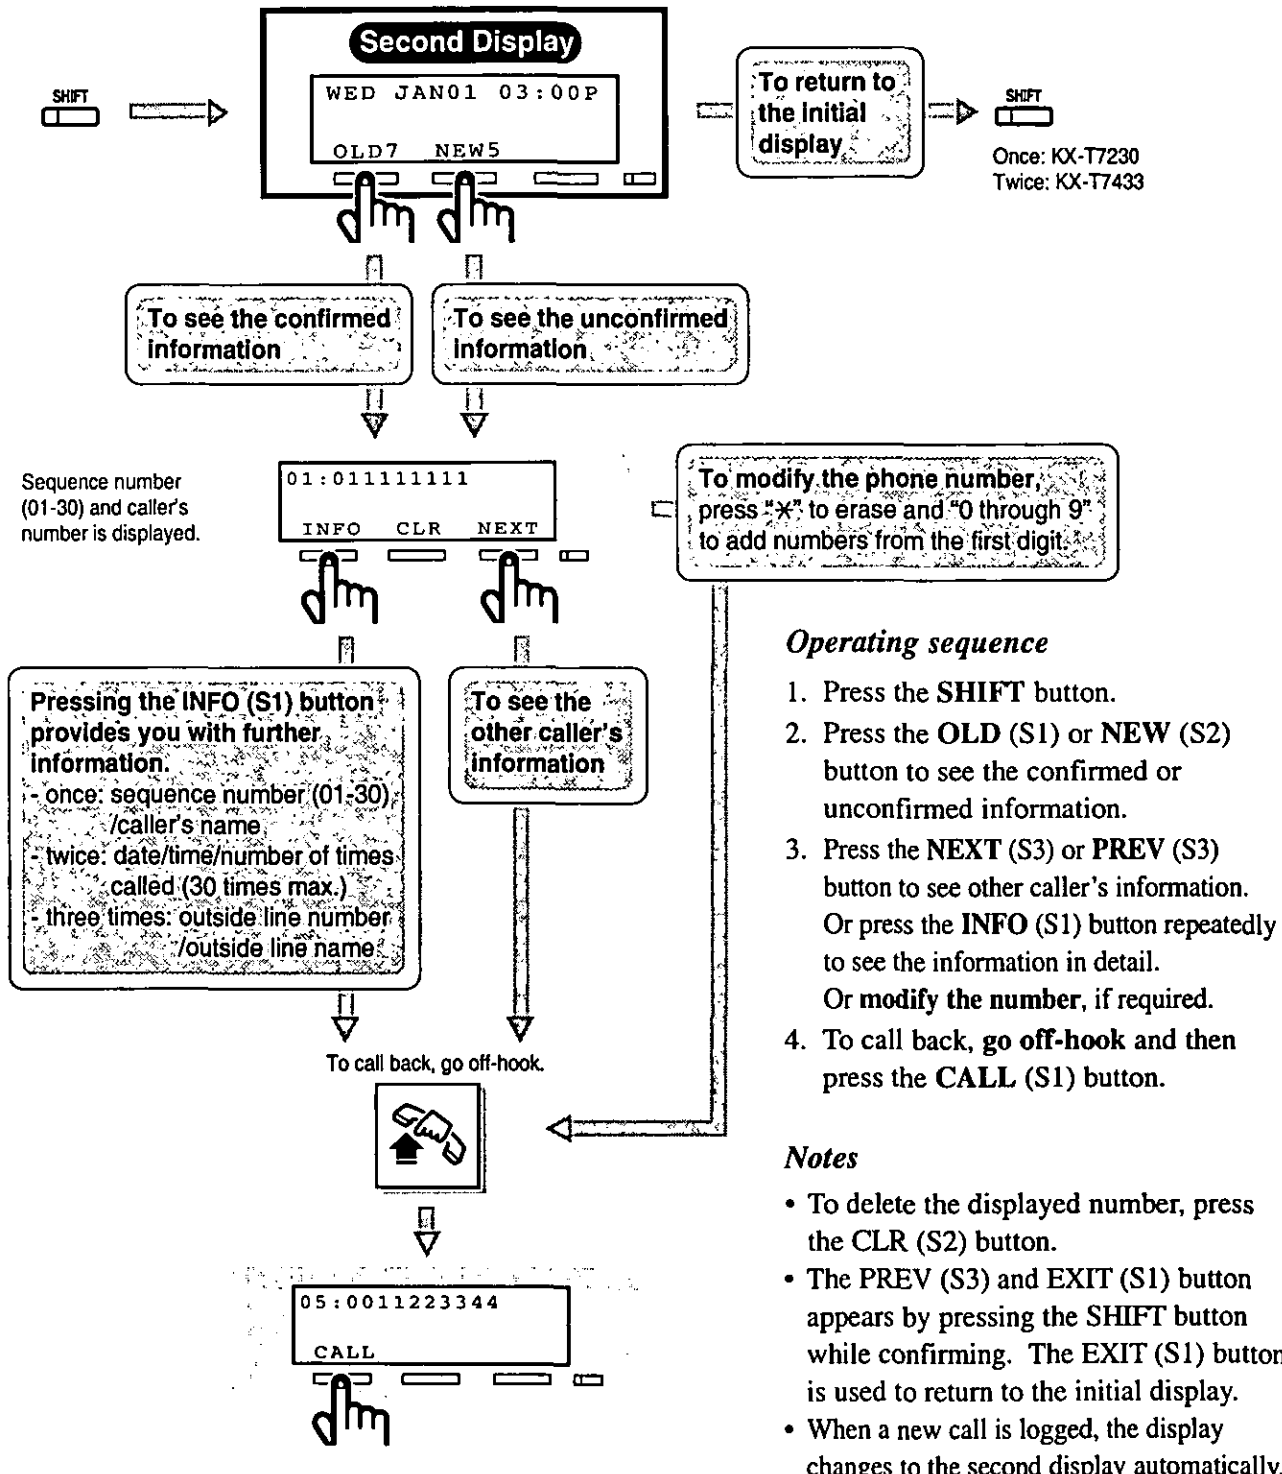 Second Display
WED JAN01 03:00P
OLD7 NEW5
SHIFT
To return to
the initial
display
SHIFT
Once: KX-T7230
Twice: KX-T7433
To see the confirmed
information
To see the unconfirmed
information
Sequence number
(01-30) and caller's
number is displayed.
01:011111111
INFO CLR NEXT
To modify the phone number,
press "*" to erase and "0 through 9"
to add numbers from the first digit.
Pressing the INFO (S1) button
provides you with further
information.
- once: sequence number (01-30)
/caller's name
- twice: date/time/number of times
called (30 times max.)
- three times: outside line number
/outside line name
To see the
other caller's
information
To call back, go off-hook.
05:0011223344
CALL
Operating sequence
1. Press the SHIFT button.
2. Press the OLD (S1) or NEW (S2)
button to see the confirmed or
unconfirmed information.
3. Press the NEXT (S3) or PREV (S3)
button to see other caller's information.
Or press the INFO (S1) button repeatedly
to see the information in detail.
Or modify the number, if required.
4. To call back, go off-hook and then
press the CALL (S1) button.
Notes
• To delete the displayed number, press
the CLR (S2) button.
• The PREV (S3) and EXIT (S1) button
appears by pressing the SHIFT button
while confirming. The EXIT (S1) button
is used to return to the initial display.
• When a new call is logged, the display
changes to the second display automatically.